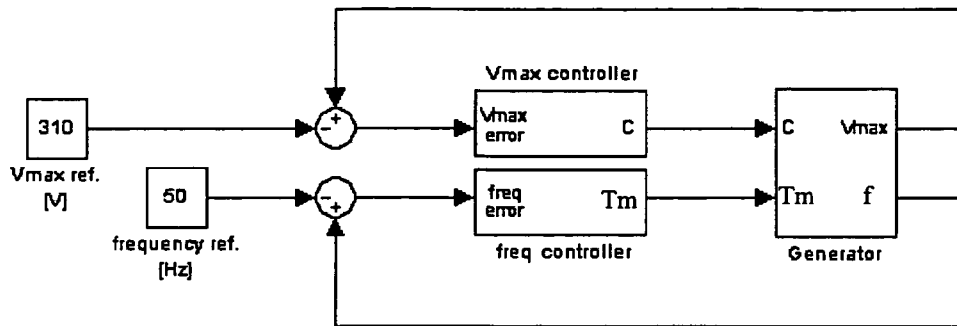 Vmax controller
310
Vmax ref.
[V]
- +
Vmax
error
C
C
Vmax
50
frequency ref.
[Hz]
- +
freq
error
Tm
freq controller
Tm
f
Generator